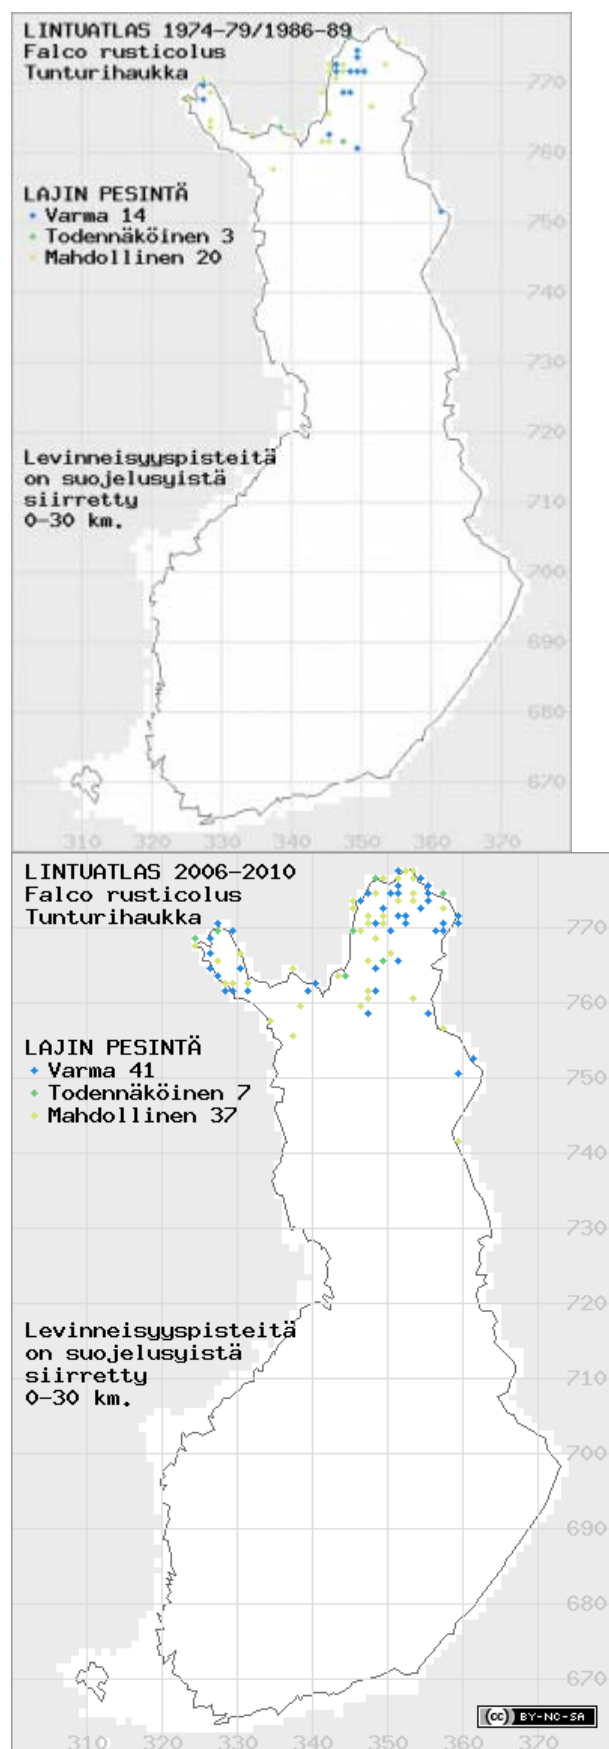 LINTUATLAS 1974-79/1986-89
Falco rusticolus
Tunturihaukka
770
760
LAJIN PESINTÄ
Varma 14
Todennäköinen 3
Mahdollinen 20
750
740
730
720
Levinneisyyspisteitä
on suojelusyistä
siirretty
0-30 km.
710
700
690
680
670
310 320 330 340 350 360 370
LINTUATLAS 2006-2010
Falco rusticolus
Tunturihaukka
770
760
LAJIN PESINTÄ
Varma 41
Todennäköinen 7
Mahdollinen 37
750
740
730
720
Levinneisyyspisteitä
on suojelusyistä
siirretty
0-30 km.
710
700
690
680
670
(cc) BY-NC-SA
310 320 330 340 350 360 370